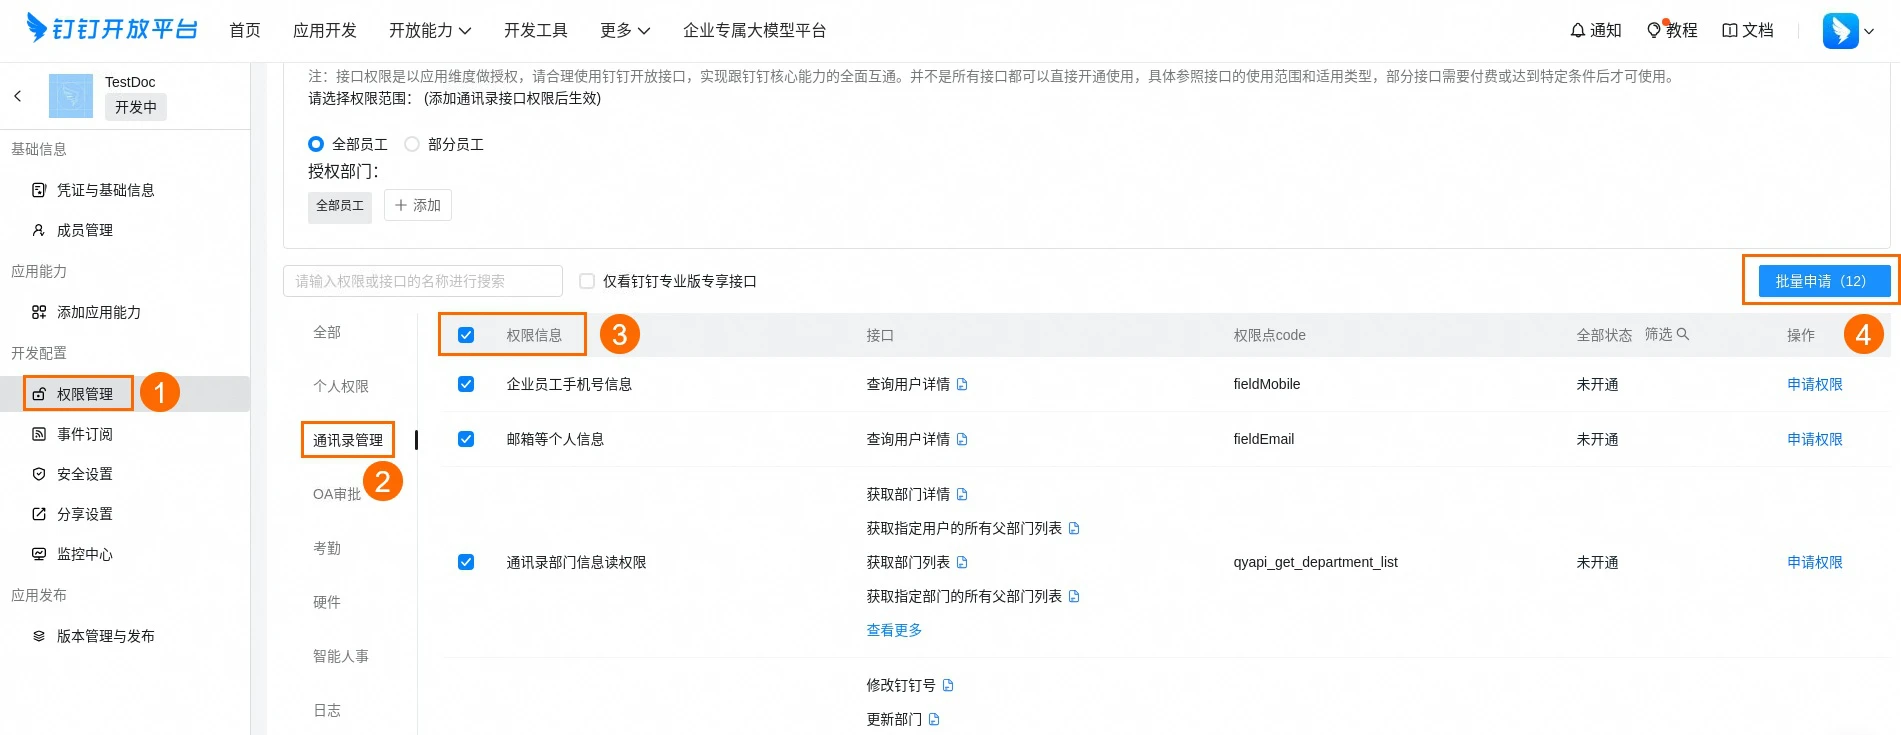 钉钉开放平台 首页 应用开发 开放能力 开发工具 更多 企业专属大模型平台 通知 教程 文档
TestDoc
开发中
基础信息
凭证与基础信息
成员管理
应用能力
添加应用能力
开发配置
权限管理 1
事件订阅
安全设置
分享设置
监控中心
应用发布
版本管理与发布
注：接口权限是以应用维度做授权，请合理使用钉钉开放接口，实现跟钉钉核心能力的全面互通。并不是所有接口都可以直接开通使用，具体参照接口的使用范围和适用类型，部分接口需要付费或达到特定条件后才可使用。
请选择权限范围： (添加通讯录接口权限后生效)
全部员工 部分员工
授权部门：
全部员工 添加
请输入权限或接口的名称进行搜索 仅看钉钉专业版专享接口 批量申请（12）
全部
个人权限
通讯录管理
2
OA审批
考勤
硬件
智能人事
日志
权限信息 3 接口 权限点code 全部状态 筛选 操作 4
企业员工手机号信息 查询用户详情 fieldMobile 未开通 申请权限
邮箱等个人信息 查询用户详情 fieldEmail 未开通 申请权限
获取部门详情
获取指定用户的所有父部门列表
通讯录部门信息读权限 获取部门列表 qyapi_get_department_list 未开通 申请权限
获取指定部门的所有父部门列表
查看更多
修改钉钉号
更新部门